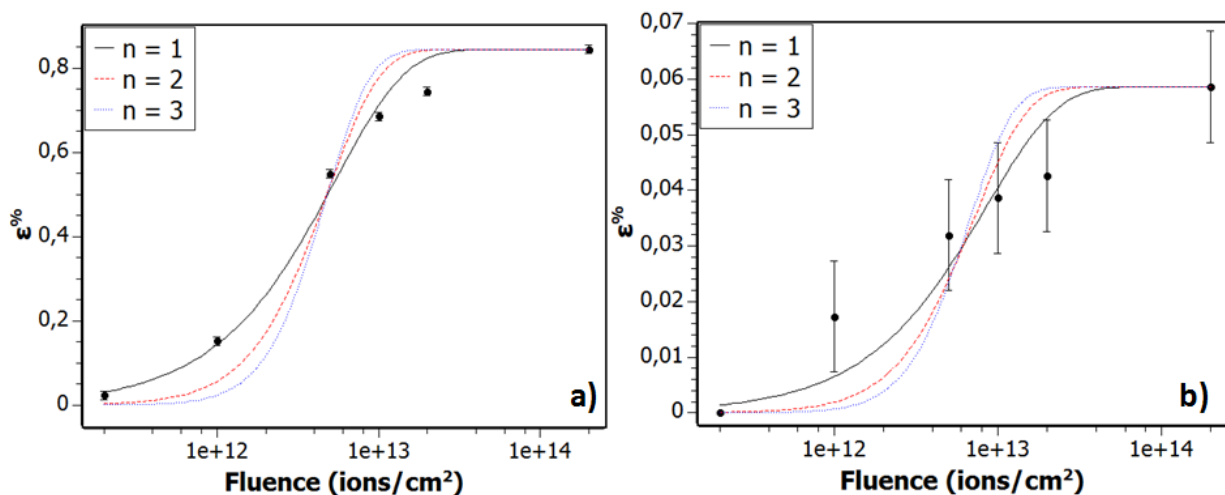 n = 1
n = 2
n = 3
0,8
0,6
0,4
0,2
0
ε%
a)
1e+12
1e+13
1e+14
Fluence (ions/cm²)
n = 1
n = 2
n = 3
0,07
0,06
0,05
0,04
0,03
0,02
0,01
0
ε%
b)
1e+12
1e+13
1e+14
Fluence (ions/cm²)